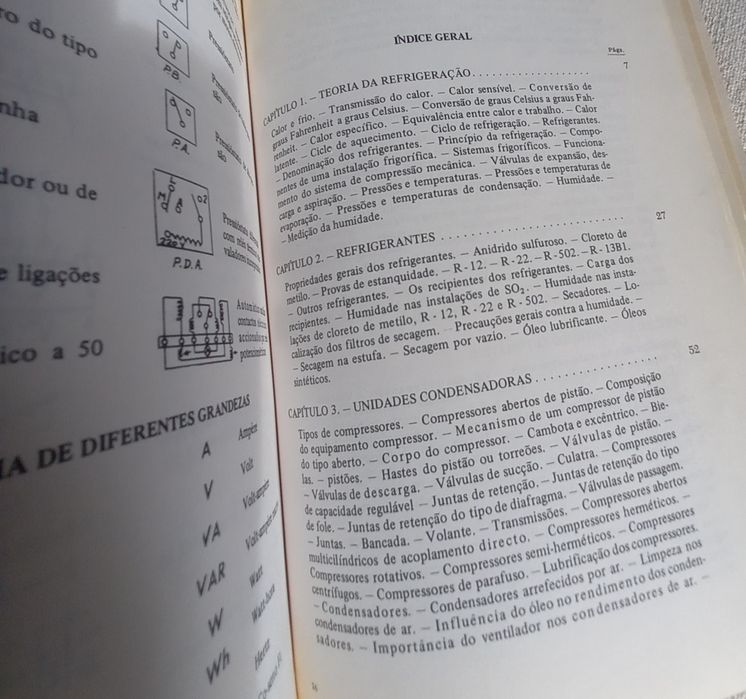 ro do tipo
nha
dor ou de
e ligações
ico a 50
P.B.
P.A.
P.D.A.
IA DE DIFERENTES GRANDEZAS
A Ampére
V Volt
VA
VAR
W Watt
Wh
Hertz
ÍNDICE GERAL
Págs.
CAPÍTULO 1. – TEORIA DA REFRIGERAÇÃO . . . . . . . . . . . . . . . . . . 7
Calor e frio. – Transmissão do calor. – Calor sensível. – Conversão de
graus Fahrenheit a graus Celsius. – Conversão de graus Celsius a graus Fah-
renheit. – Calor específico. – Equivalência entre calor e trabalho. – Calor
latente. – Ciclo de aquecimento. – Ciclo de refrigeração. – Refrigerantes.
– Denominação dos refrigerantes. – Princípio da refrigeração. – Compo-
nentes de uma instalação frigorífica. – Sistemas frigoríficos. – Funciona-
mento do sistema de compressão mecânica. – Válvulas de expansão, des-
carga e aspiração. – Pressões e temperaturas. – Pressões e temperaturas de
evaporação. – Pressões e temperaturas de condensação. – Humidade. –
– Medição da humidade.
CAPÍTULO 2. – REFRIGERANTES . . . . . . . . . . . . . . . . . . . . . . . . . 27
Propriedades gerais dos refrigerantes. – Anidrido sulfuroso. – Cloreto de
metilo. – Provas de estanquidade. – R - 12. – R - 22. – R - 502. – R - 13B1.
– Outros refrigerantes. – Os recipientes dos refrigerantes. – Carga dos
recipientes. – Humidade nas instalações de SO₂. – Humidade nas insta-
lações de cloreto de metilo, R - 12, R - 22 e R - 502. – Secadores. – Lo-
calização dos filtros de secagem. – Precauções gerais contra a humidade. –
– Secagem na estufa. – Secagem por vazio. – Óleo lubrificante. – Óleos
sintéticos.
CAPÍTULO 3. – UNIDADES CONDENSADORAS . . . . . . . . . . . . . . . . . 52
Tipos de compressores. – Compressores abertos de pistão. – Composição
do equipamento compressor. – Mecanismo de um compressor de pistão
do tipo aberto. – Corpo do compressor. – Cambota e excêntrico. – Bie-
las. – pistões. – Hastes do pistão ou torreões. – Válvulas de pistão. –
– Válvulas de descarga. – Válvulas de sucção. – Culatra. – Compressores
de capacidade regulável – Juntas de retenção. – Juntas de retenção do tipo
de fole. – Juntas de retenção do tipo de diafragma. – Válvulas de passagem.
– Juntas. – Bancada. – Volante. – Transmissões. – Compressores abertos
multicilíndricos de acoplamento directo. – Compressores herméticos. –
Compressores rotativos. – Compressores semi-herméticos. – Compressores
centrífugos. – Compressores de parafuso. – Lubrificação dos compressores.
– Condensadores. – Condensadores arrefecidos por ar. – Limpeza nos
condensadores de ar. – Influência do óleo no rendimento dos conden-
sadores. – Importância do ventilador nos condensadores de ar. –